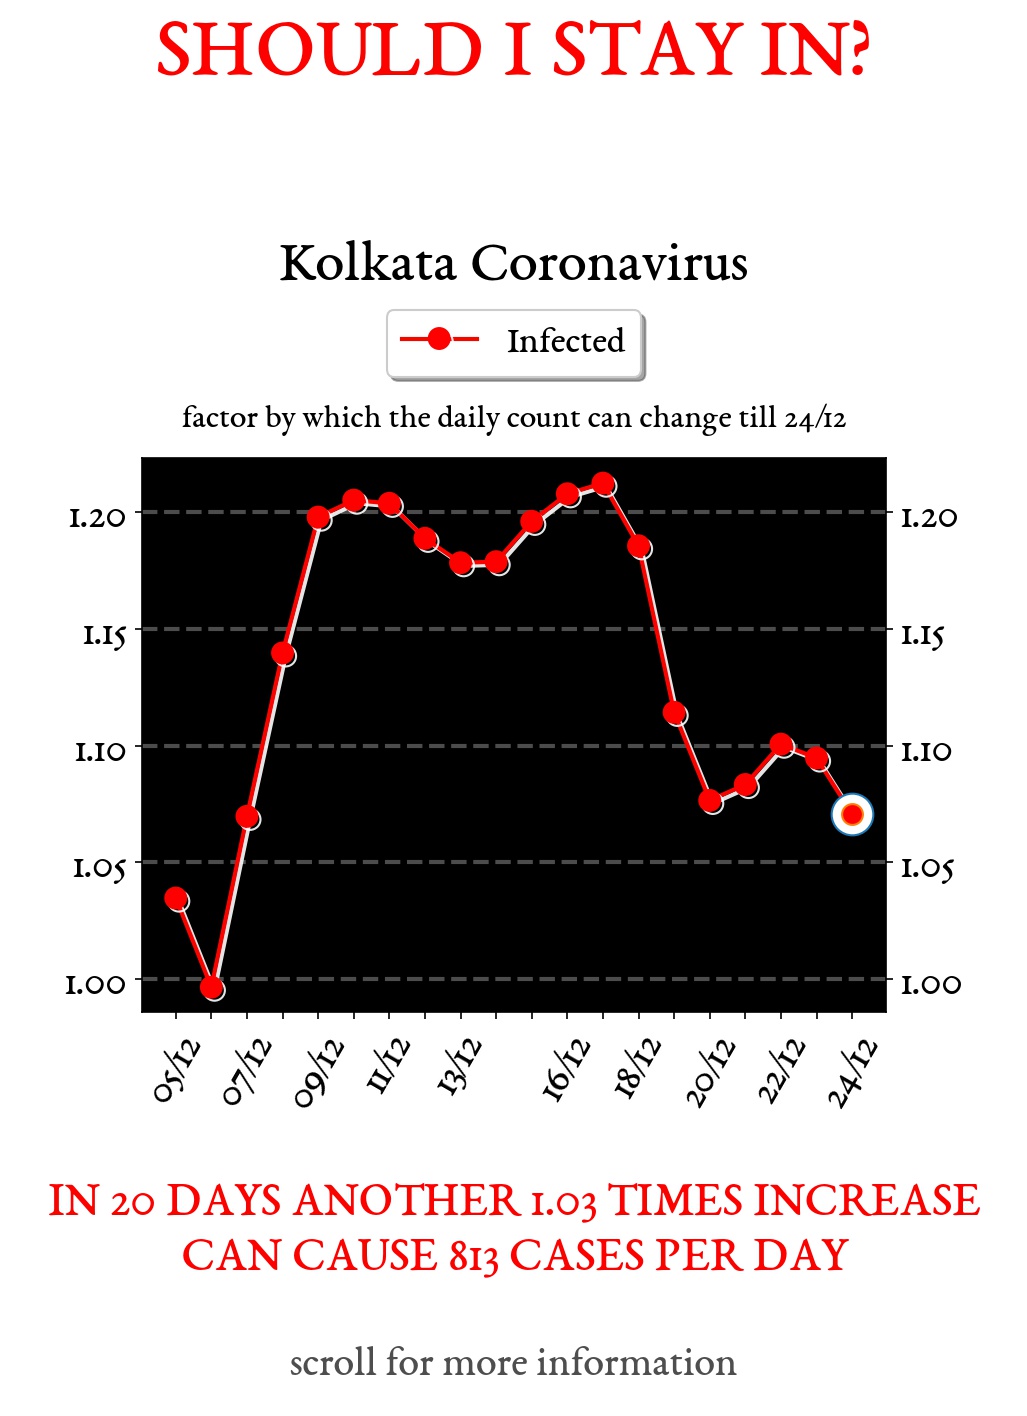 SHOULD I STAY IN?
Kolkata Coronavirus
Infected
factor by which the daily count can change till 24/12
1.20 1.20
1.15 1.15
1.10 1.10
1.05 1.05
1.00 1.00
05/12 07/12 09/12 11/12 13/12 16/12 18/12 20/12 22/12 24/12
IN 20 DAYS ANOTHER 1.03 TIMES INCREASE
CAN CAUSE 813 CASES PER DAY
scroll for more information